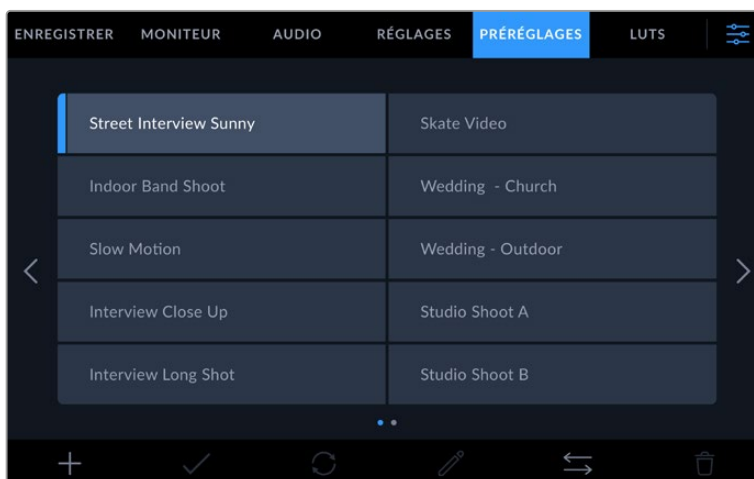 ENREGISTRER MONITEUR AUDIO RÉGLAGES PRÉRÉGLAGES LUTS
Street Interview Sunny Skate Video
Indoor Band Shoot Wedding - Church
Slow Motion Wedding - Outdoor
Interview Close Up Studio Shoot A
Interview Long Shot Studio Shoot B